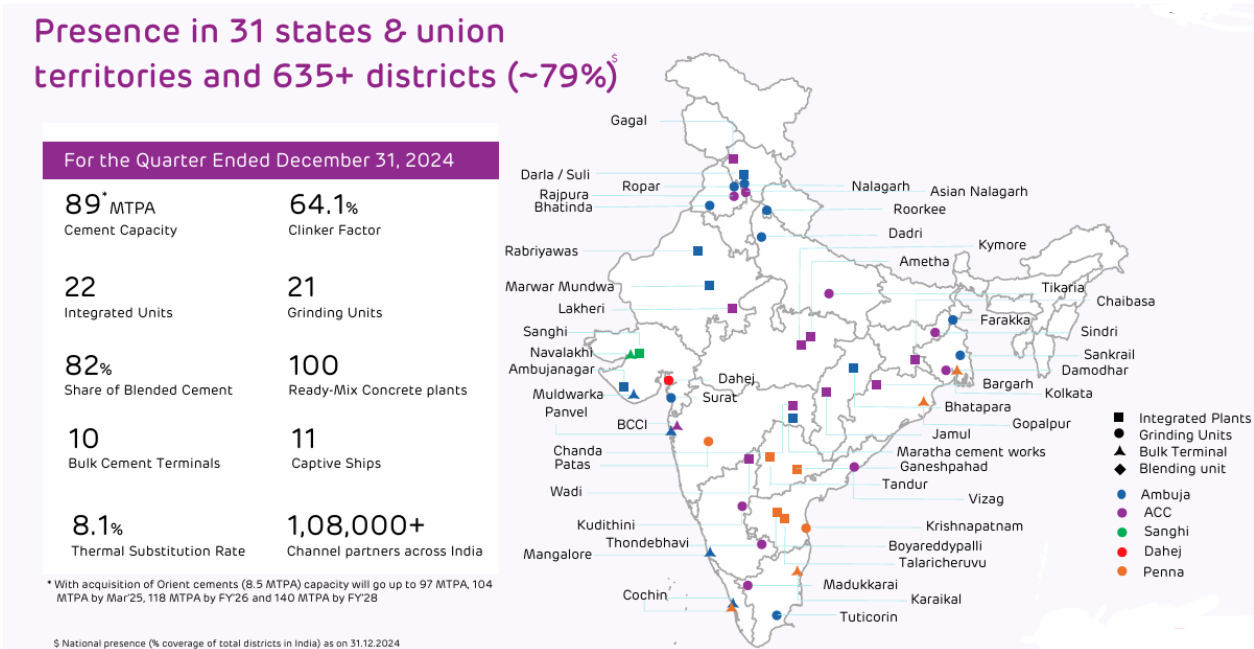 Presence in 31 states & union
territories and 635+ districts (~79%)$
For the Quarter Ended December 31, 2024
89* MTPA
Cement Capacity
64.1%
Clinker Factor
22
Integrated Units
21
Grinding Units
82%
Share of Blended Cement
100
Ready-Mix Concrete plants
10
Bulk Cement Terminals
11
Captive Ships
8.1%
Thermal Substitution Rate
1,08,000+
Channel partners across India
* With acquisition of Orient cements (8.5 MTPA) capacity will go up to 97 MTPA, 104
MTPA by Mar'25, 118 MTPA by FY'26 and 140 MTPA by FY'28
$ National presence (% coverage of total districts in India) as on 31.12.2024
Gagal
Darla / Suli
Ropar
Rajpura
Bhatinda
Rabriyawas
Marwar Mundwa
Lakheri
Sanghi
Navalakhi
Ambujanagar
Muldwarka
Panvel
BCCI
Chanda
Patas
Wadi
Kudithini
Thondebhavi
Mangalore
Cochin
Nalagarh
Asian Nalagarh
Roorkee
Dadri
Kymore
Ametha
Tikaria
Chaibasa
Farakka
Sindri
Sankrail
Damodhar
Bargarh
Kolkata
Dahej
Surat
Bhatapara
Gopalpur
Jamul
Maratha cement works
Ganeshpahad
Tandur
Vizag
Krishnapatnam
Boyareddypalli
Talaricheruvu
Madukkarai
Karaikal
Tuticorin
Integrated Plants
Grinding Units
Bulk Terminal
Blending unit
Ambuja
ACC
Sanghi
Dahej
Penna